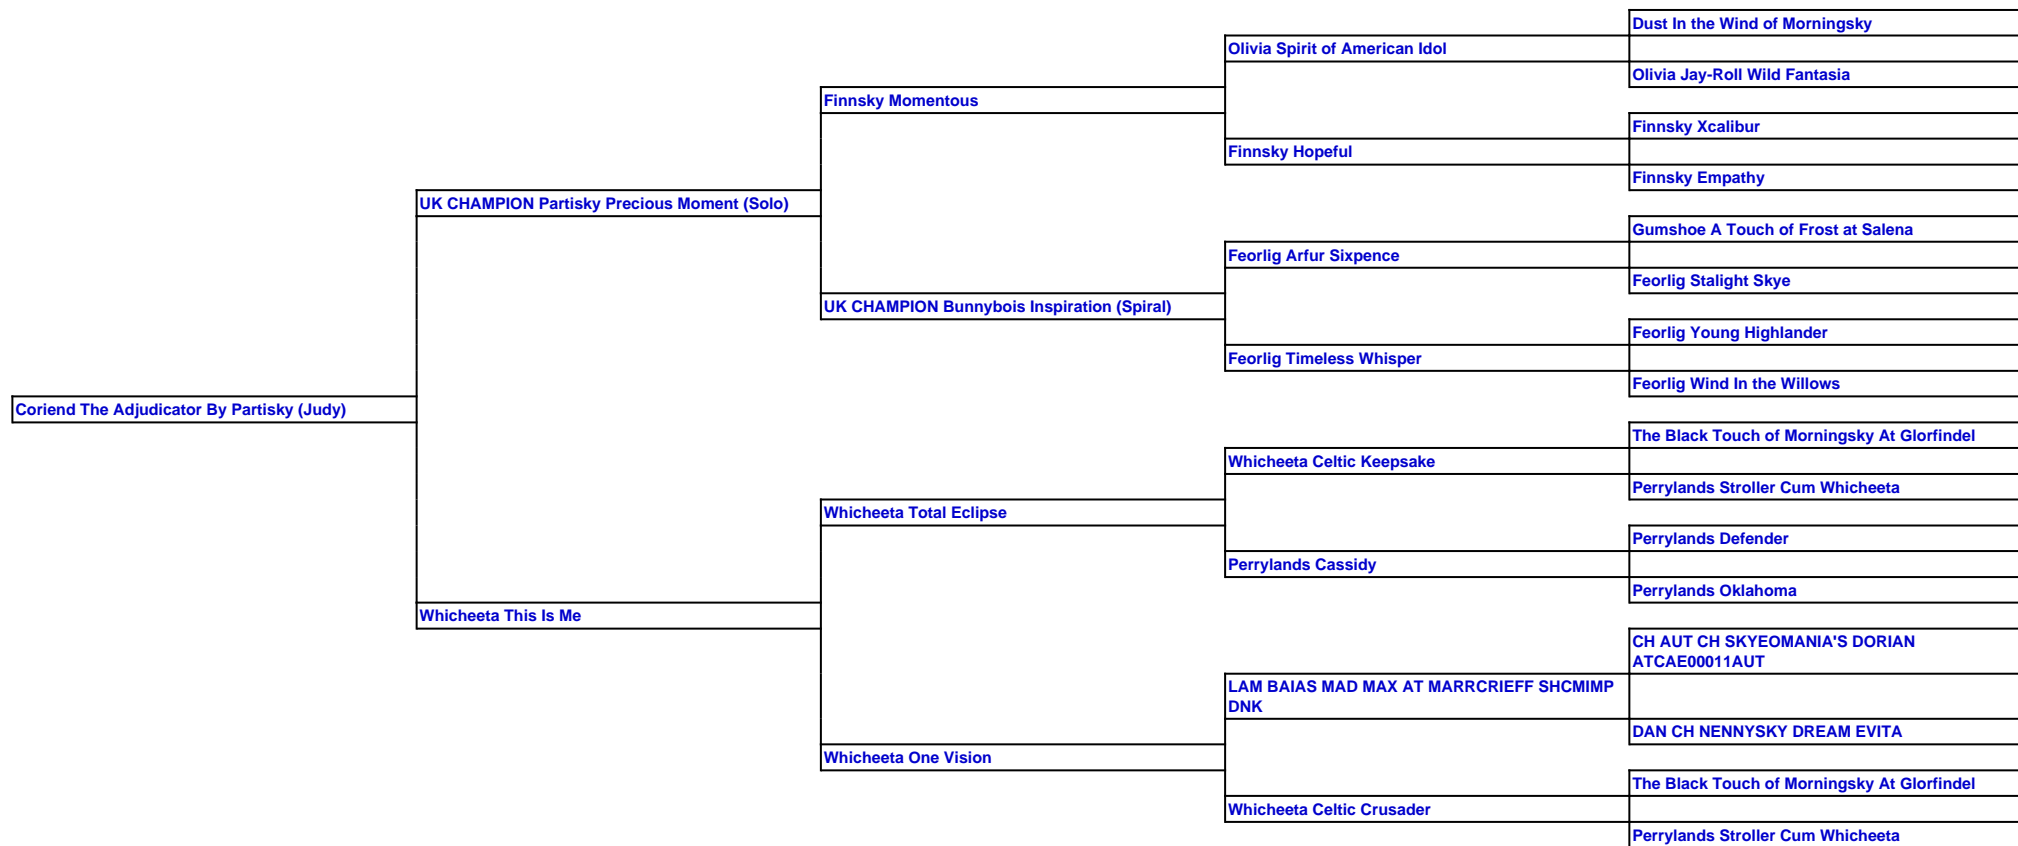 Dust In the Wind of Morningsky
Olivia Spirit of American Idol
Olivia Jay-Roll Wild Fantasia
Finnsky Momentous
Finnsky Xcalibur
Finnsky Hopeful
Finnsky Empathy
UK CHAMPION Partisky Precious Moment (Solo)
Gumshoe A Touch of Frost at Salena
Feorlig Arfur Sixpence
Feorlig Stalight Skye
UK CHAMPION Bunnybois Inspiration (Spiral)
Feorlig Young Highlander
Feorlig Timeless Whisper
Feorlig Wind In the Willows
Coriend The Adjudicator By Partisky (Judy)
The Black Touch of Morningsky At Glorfindel
Whicheeta Celtic Keepsake
Perrylands Stroller Cum Whicheeta
Whicheeta Total Eclipse
Perrylands Defender
Perrylands Cassidy
Perrylands Oklahoma
Whicheeta This Is Me
CH AUT CH SKYEOMANIA'S DORIAN
ATCAE00011AUT
LAM BAIAS MAD MAX AT MARRCRIEFF SHCMIMP
DNK
DAN CH NENNYSKY DREAM EVITA
Whicheeta One Vision
The Black Touch of Morningsky At Glorfindel
Whicheeta Celtic Crusader
Perrylands Stroller Cum Whicheeta